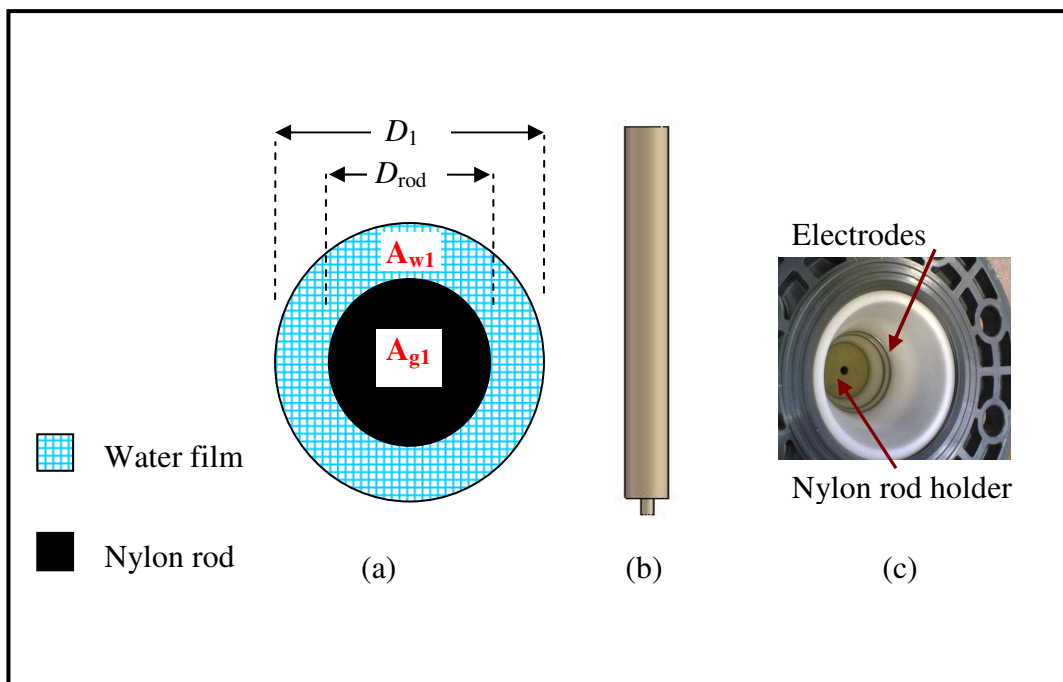 D1
Drod
Aw1
Ag1
Electrodes
Nylon rod holder
Water film
Nylon rod
(a)
(b)
(c)